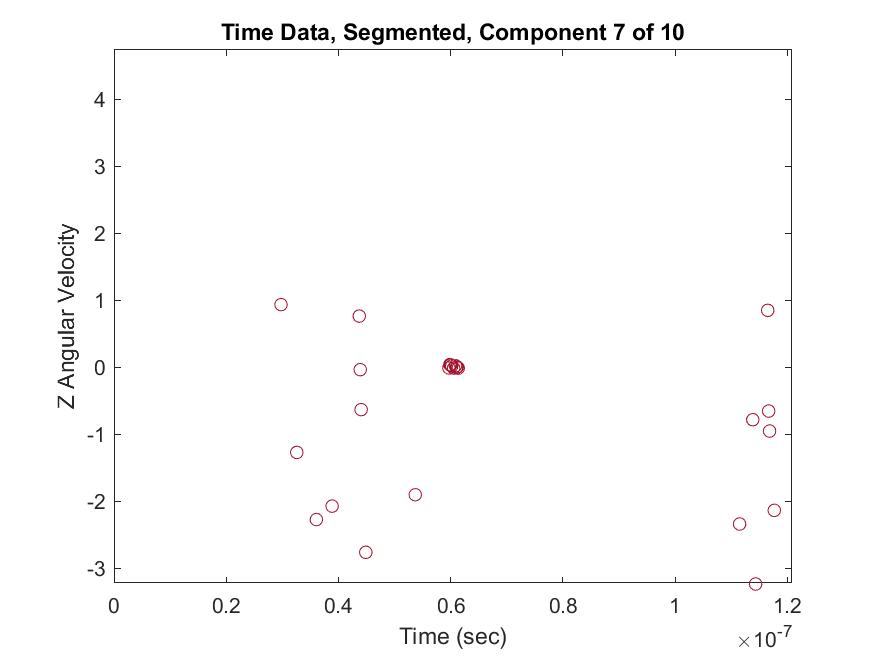 Time Data, Segmented, Component 7 of 10
Z Angular Velocity
4
3
2
1
0
-1
-2
-3
0 0.2 0.4 0.6 0.8 1 1.2
Time (sec)
×10⁻⁷